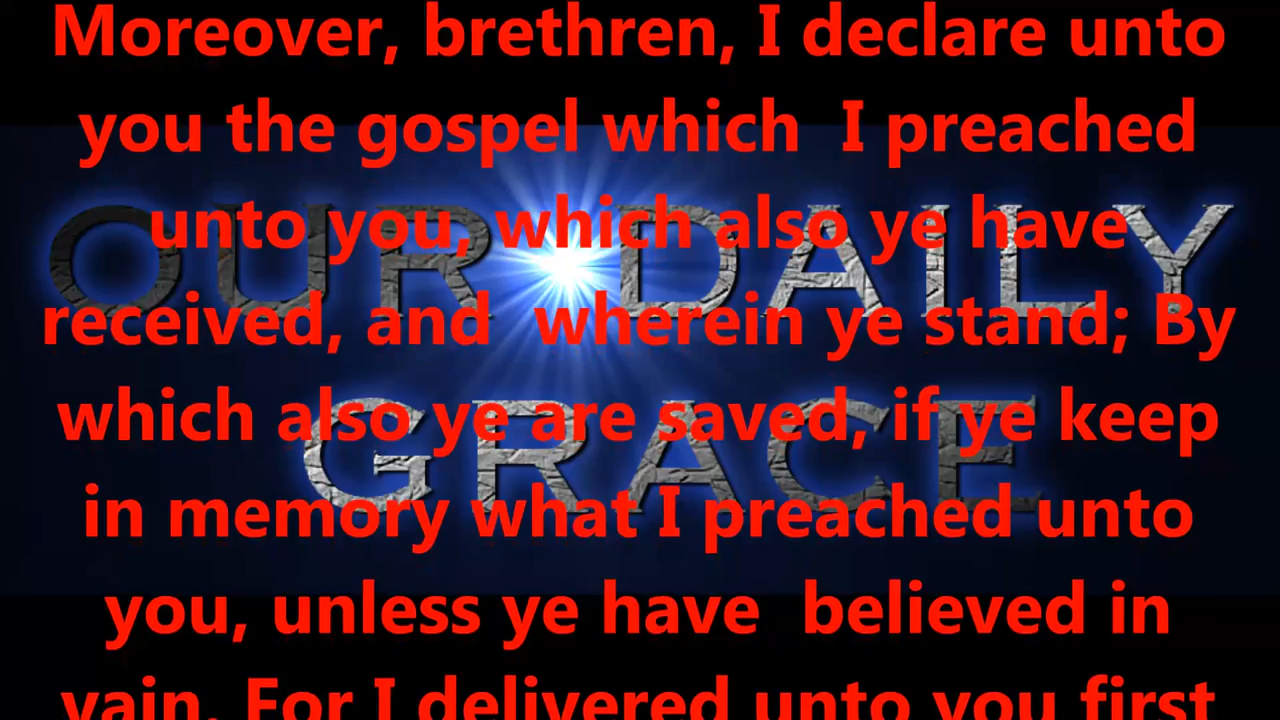 Moreover, brethren, I declare unto
you the gospel which  I preached
unto you, which also ye have
received, and  wherein ye stand; By
which also ye are saved, if ye keep
in memory what I preached unto
you, unless ye have  believed in
vain. For I delivered unto you first
OUR DAILY
GRACE